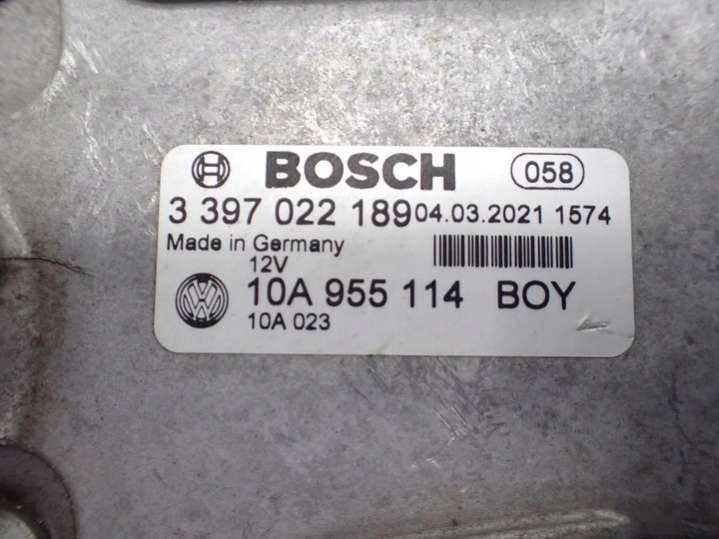 BOSCH 058
3 397 022 189 04.03.2021 1574
Made in Germany
12V
10A 955 114 BOY
10A 023